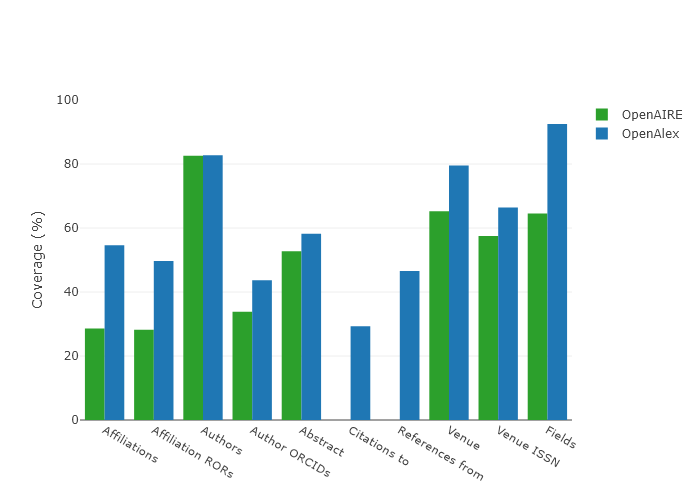 OpenAIRE
OpenAlex
Coverage (%)
100
80
60
40
20
0
Affiliations
Affiliation RORs
Authors
Author ORCIDs
Abstract
Citations to
References from
Venue
Venue ISSN
Fields